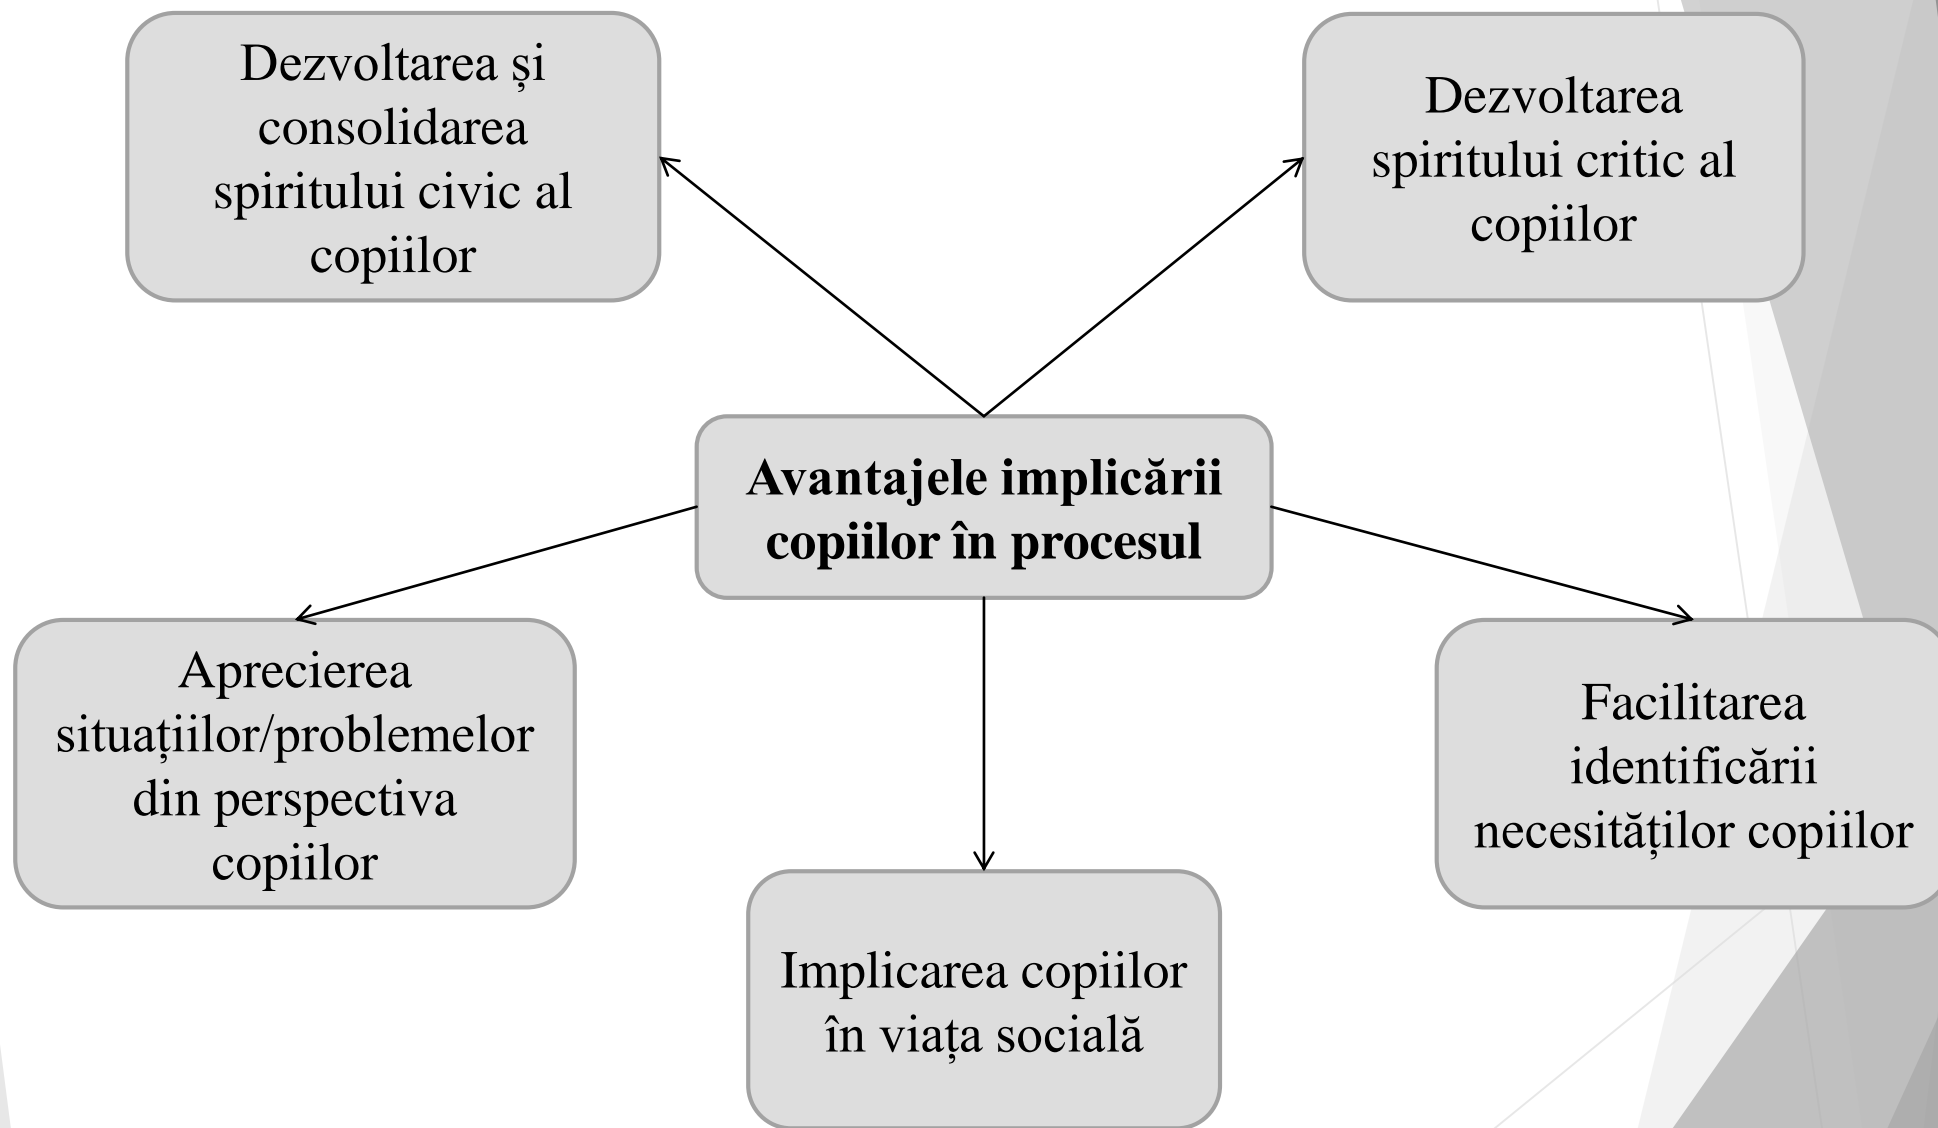 Dezvoltarea și
consolidarea
spiritului civic al
copiilor
Dezvoltarea
spiritului critic al
copiilor
Avantajele implicării
copiilor în procesul
Aprecierea
situațiilor/problemelor
din perspectiva
copiilor
Facilitarea
identificării
necesităților copiilor
Implicarea copiilor
în viața socială